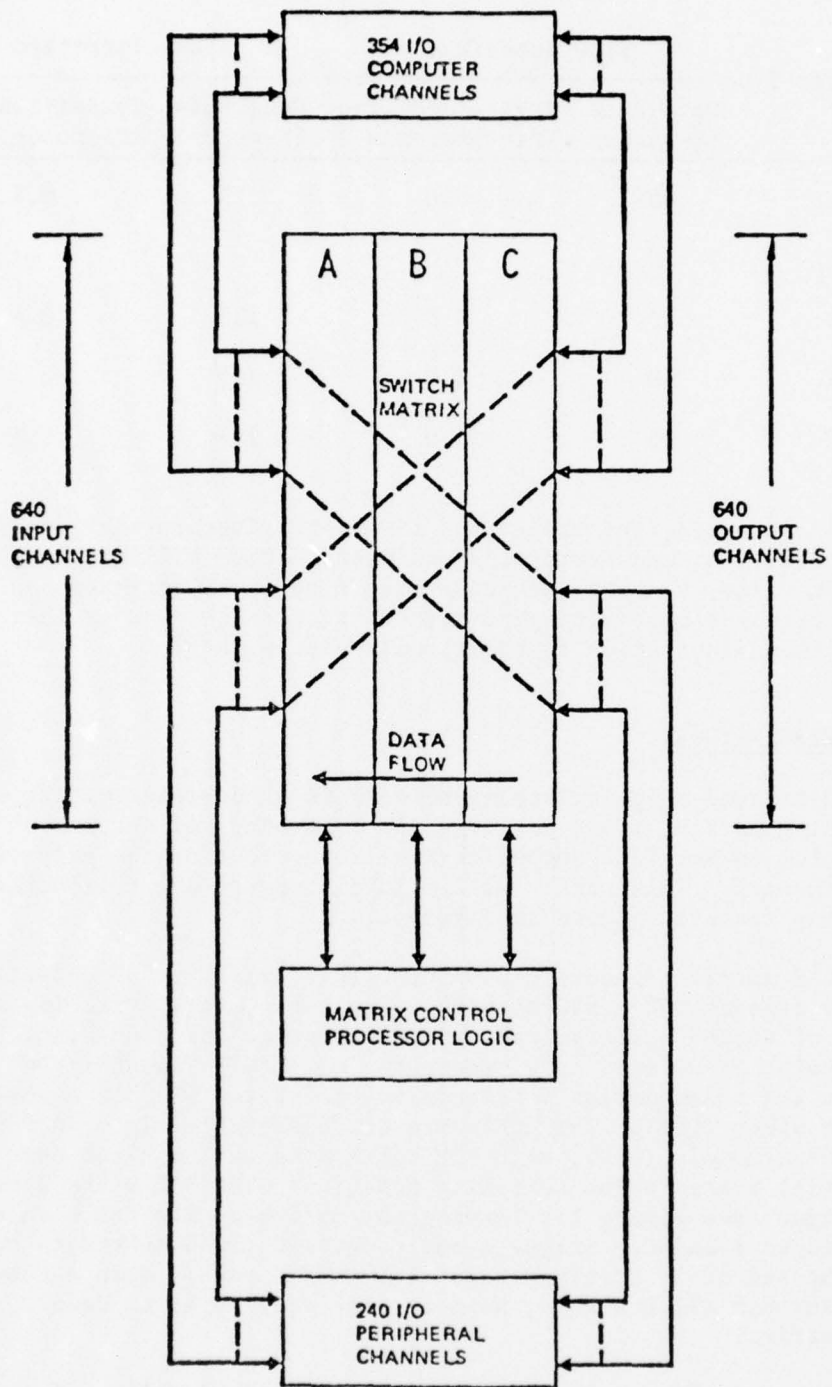 354 I/O
COMPUTER
CHANNELS
A B C
SWITCH
MATRIX
640
INPUT
CHANNELS
640
OUTPUT
CHANNELS
DATA
FLOW
MATRIX CONTROL
PROCESSOR LOGIC
240 I/O
PERIPHERAL
CHANNELS